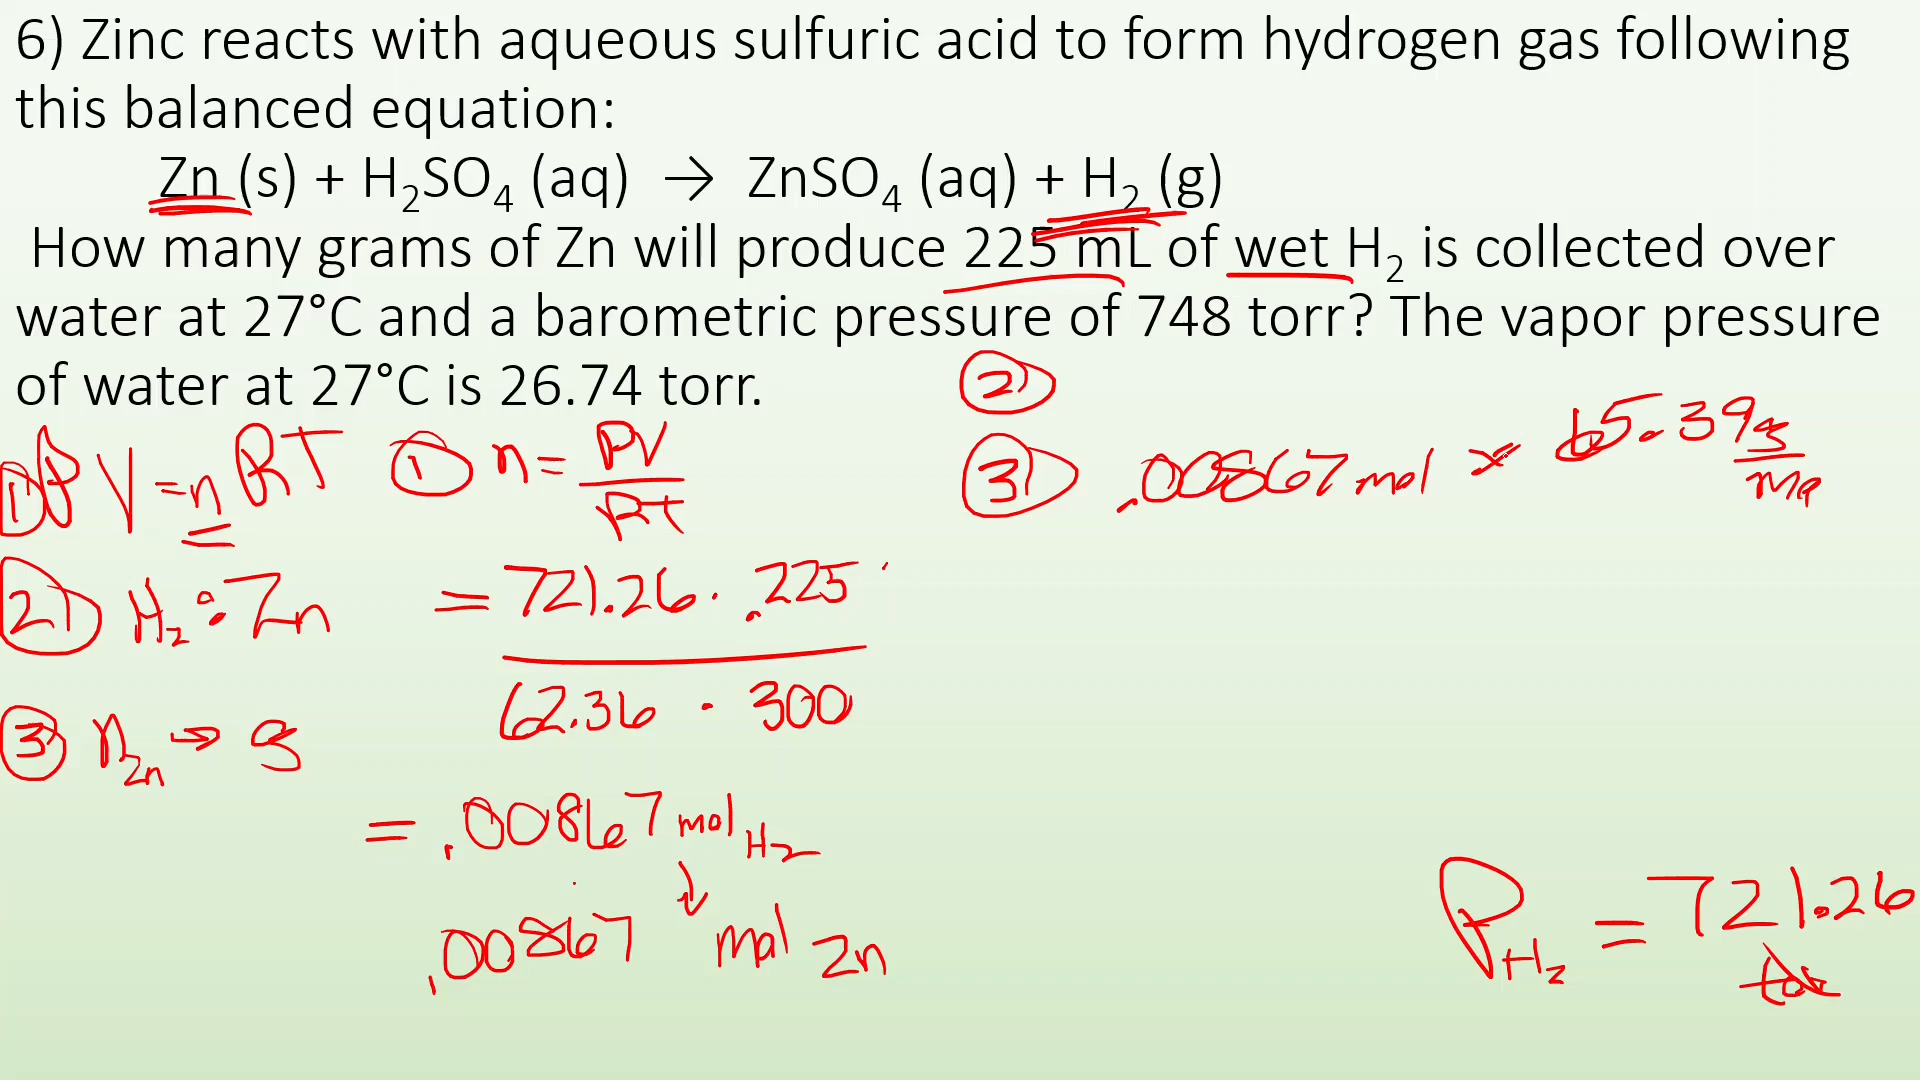 6) Zinc reacts with aqueous sulfuric acid to form hydrogen gas following
this balanced equation:
Zn (s) + H₂SO₄ (aq) → ZnSO₄ (aq) + H₂ (g)
How many grams of Zn will produce 225 mL of wet H₂ is collected over
water at 27°C and a barometric pressure of 748 torr? The vapor pressure
of water at 27°C is 26.74 torr.
1) PV = nRT
2) H₂ : Zn
3) n Zn → g
1) n = PV
RT
= 721.26 · .225 ·
62.36 · 300
= .00867 mol H₂
↓
.00867 mol Zn
2)
3) .00867 mol × 65.39 g
P H₂ = 721.26